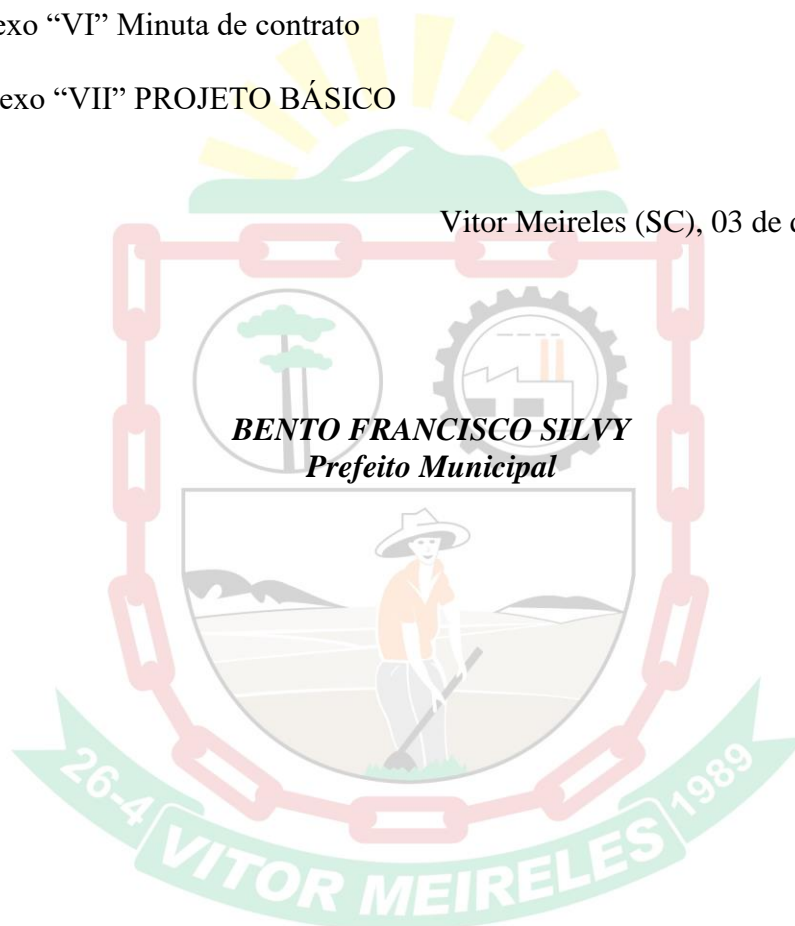 exo “VI” Minuta de contrato
exo “VII” PROJETO BÁSICO
Vitor Meireles (SC), 03 de
BENTO FRANCISCO SILVY
Prefeito Municipal
26-4
1989
VITOR MEIRELES